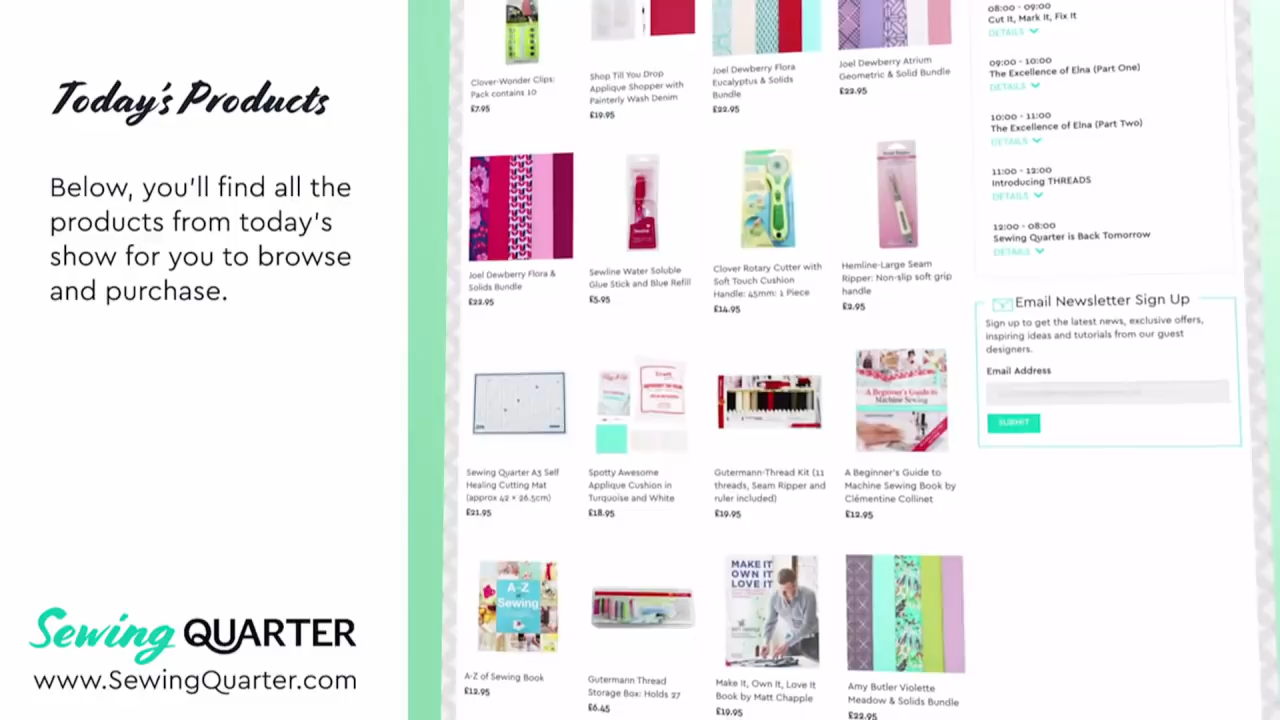 Today's Products
Below, you'll find all the
products from today's
show for you to browse
and purchase.
Sewing QUARTER
www.SewingQuarter.com
Clover-Wonder Clips:
Pack contains 10
£7.95
Shop Till You Drop
Applique Shopper with
Painterly Wash Denim
£19.95
Joel Dewberry Flora
Eucalyptus & Solids
Bundle
£22.95
Joel Dewberry Atrium
Geometric & Solid Bundle
£22.95
Joel Dewberry Flora &
Solids Bundle
£22.95
Sewline Water Soluble
Glue Stick and Blue Refill
£5.95
Clover Rotary Cutter with
Soft Touch Cushion
Handle: 45mm: 1 Piece
£14.95
Hemline-Large Seam
Ripper: Non-slip soft grip
handle
£2.95
A Beginner's Guide to
Machine Sewing
Sewing Quarter A3 Self
Healing Cutting Mat
(approx 42 × 26.5cm)
£21.95
Spotty Awesome
Applique Cushion in
Turquoise and White
£18.95
Gutermann-Thread Kit (11
threads, Seam Ripper and
ruler included)
£19.95
A Beginner's Guide to
Machine Sewing Book by
Clémentine Collinet
£12.95
A-Z
Sewing
MAKE IT
OWN IT
LOVE IT
A-Z of Sewing Book
£12.95
Gutermann Thread
Storage Box: Holds 27
£6.45
Make It, Own It, Love It
Book by Matt Chapple
£19.95
Amy Butler Violette
Meadow & Solids Bundle
£22.95
08:00 - 09:00
Cut It, Mark It, Fix It
DETAILS
09:00 - 10:00
The Excellence of Elna (Part One)
DETAILS
10:00 - 11:00
The Excellence of Elna (Part Two)
DETAILS
11:00 - 12:00
Introducing THREADS
DETAILS
12:00 - 08:00
Sewing Quarter is Back Tomorrow
DETAILS
Email Newsletter Sign Up
Sign up to get the latest news, exclusive offers,
inspiring ideas and tutorials from our guest
designers.
Email Address
SUBMIT